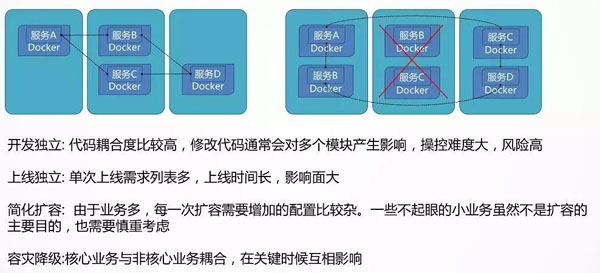 服务A
Docker
服务B
Docker
服务C
Docker
服务D
Docker
服务A
Docker
服务B
Docker
服务B
Docker
服务C
Docker
服务C
Docker
服务D
Docker
开发独立: 代码耦合度比较高，修改代码通常会对多个模块产生影响，操控难度大，风险高
上线独立: 单次上线需求列表多，上线时间长，影响面大
简化扩容: 由于业务多，每一次扩容需要增加的配置比较杂。一些不起眼的小业务虽然不是扩容的
主要目的，也需要慎重考虑
容灾降级:核心业务与非核心业务耦合，在关键时候互相影响